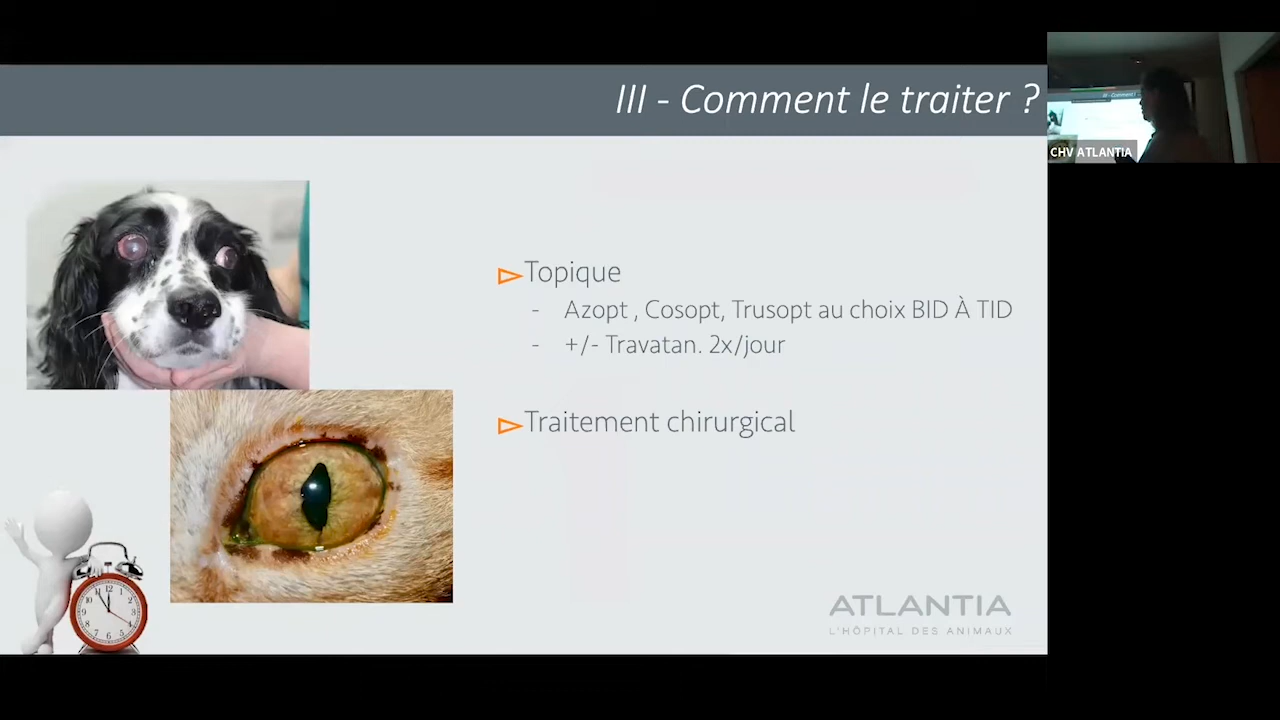 III - Comment le traiter ?
Topique
- Azopt , Cosopt, Trusopt au choix BID À TID
- +/- Travatan. 2x/jour
Traitement chirurgical
ATLANTIA
L'HÔPITAL DES ANIMAUX
CHV ATLANTIA